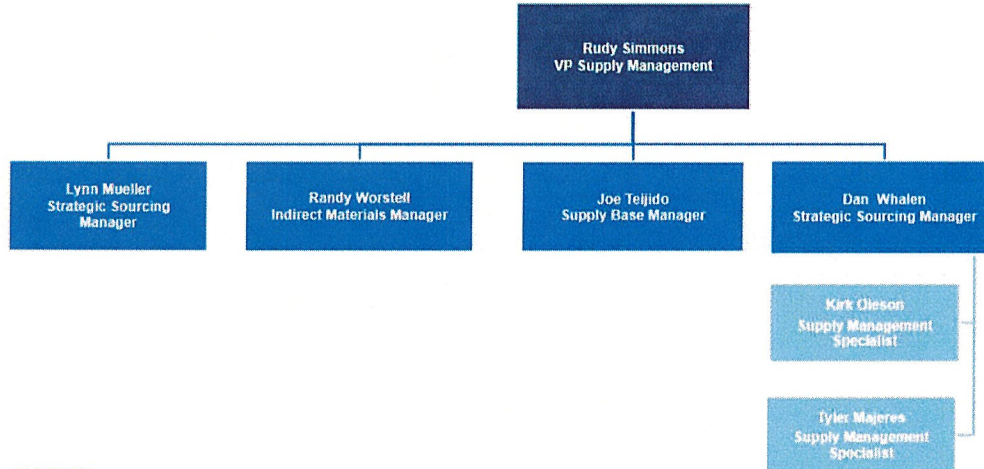 Rudy Simmons
VP Supply Management
Lynn Mueller
Strategic Sourcing
Manager
Randy Worstell
Indirect Materials Manager
Joe Teijido
Supply Base Manager
Dan Whalen
Strategic Sourcing Manager
Kirk Oleson
Supply Management
Specialist
Tyler Majeres
Supply Management
Specialist